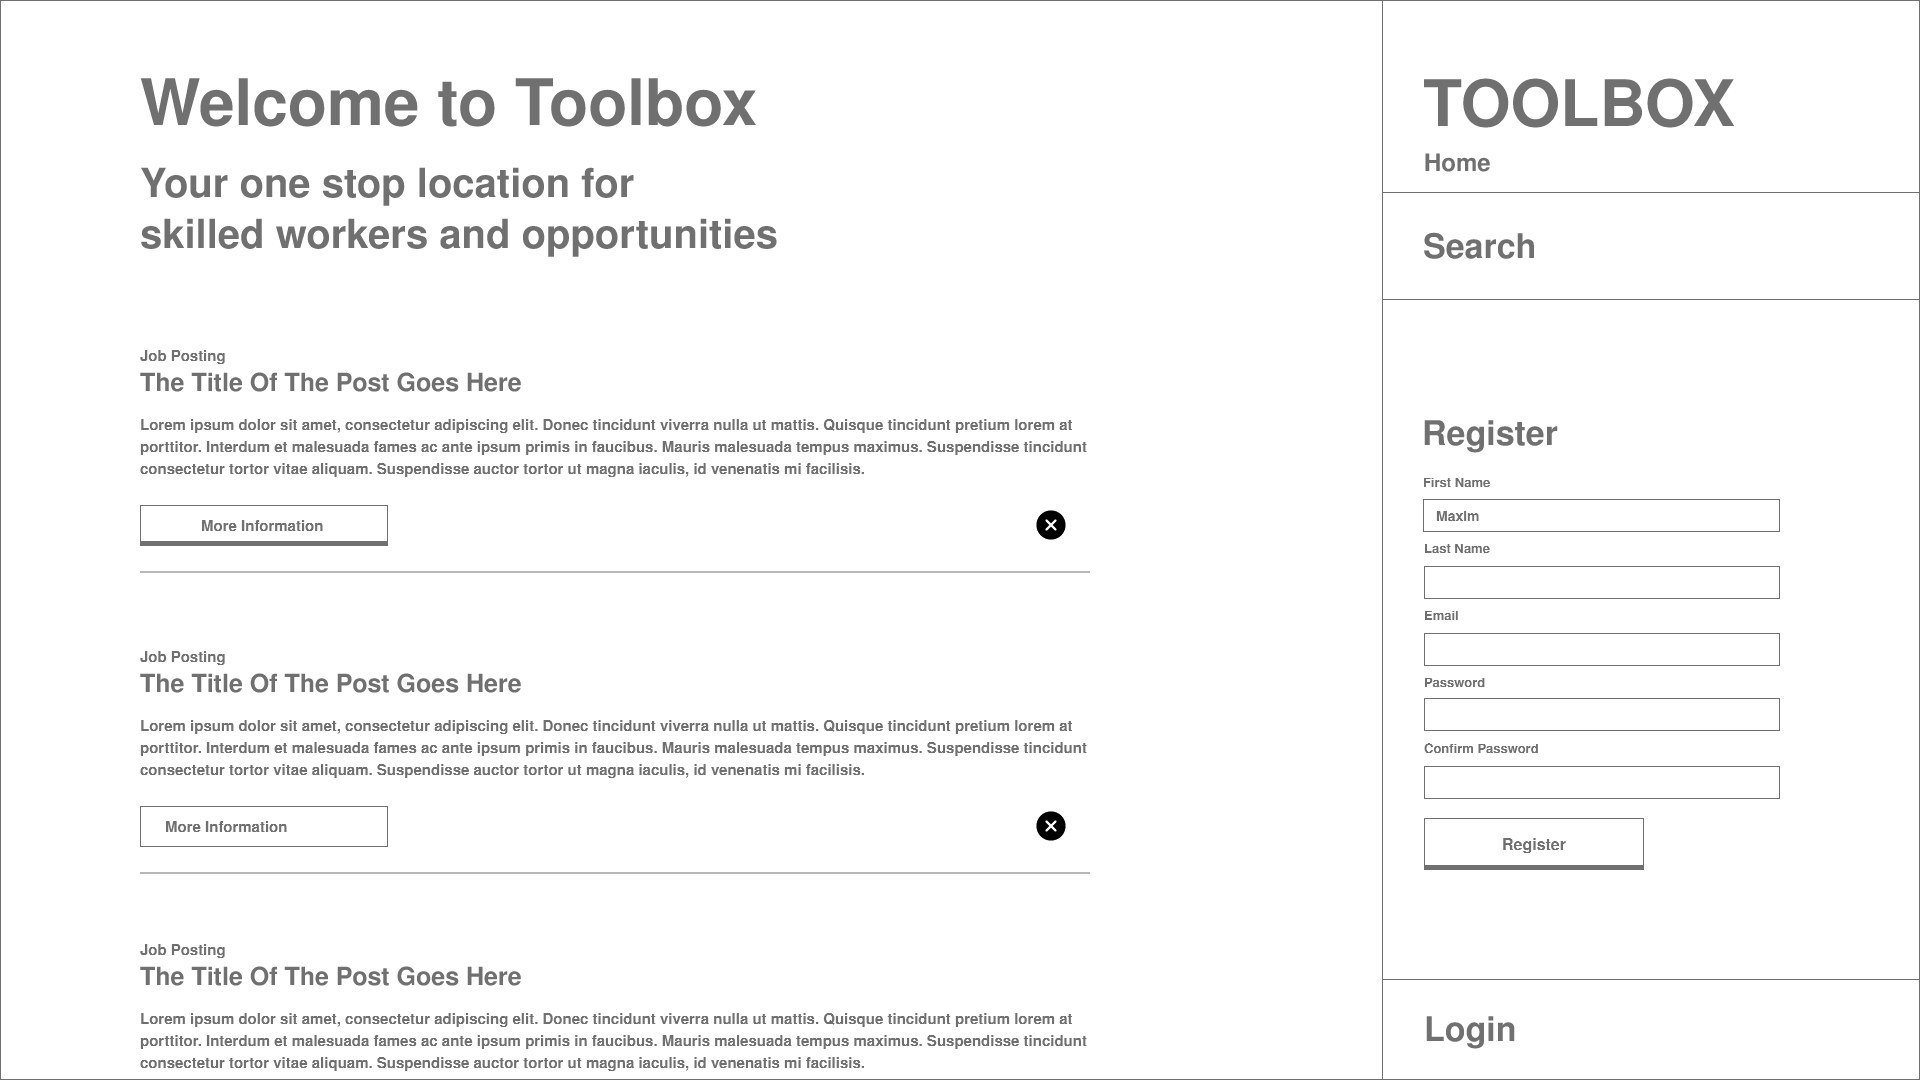 Welcome to Toolbox
Your one stop location for
skilled workers and opportunities
Job Posting
The Title Of The Post Goes Here
Lorem ipsum dolor sit amet, consectetur adipiscing elit. Donec tincidunt viverra nulla ut mattis. Quisque tincidunt pretium lorem at
porttitor. Interdum et malesuada fames ac ante ipsum primis in faucibus. Mauris malesuada tempus maximus. Suspendisse tincidunt
consectetur tortor vitae aliquam. Suspendisse auctor tortor ut magna iaculis, id venenatis mi facilisis.
More Information
Job Posting
The Title Of The Post Goes Here
Lorem ipsum dolor sit amet, consectetur adipiscing elit. Donec tincidunt viverra nulla ut mattis. Quisque tincidunt pretium lorem at
porttitor. Interdum et malesuada fames ac ante ipsum primis in faucibus. Mauris malesuada tempus maximus. Suspendisse tincidunt
consectetur tortor vitae aliquam. Suspendisse auctor tortor ut magna iaculis, id venenatis mi facilisis.
More Information
Job Posting
The Title Of The Post Goes Here
Lorem ipsum dolor sit amet, consectetur adipiscing elit. Donec tincidunt viverra nulla ut mattis. Quisque tincidunt pretium lorem at
porttitor. Interdum et malesuada fames ac ante ipsum primis in faucibus. Mauris malesuada tempus maximus. Suspendisse tincidunt
consectetur tortor vitae aliquam. Suspendisse auctor tortor ut magna iaculis, id venenatis mi facilisis.
TOOLBOX
Home
Search
Register
First Name
Maxim
Last Name
Email
Password
Confirm Password
Register
Login